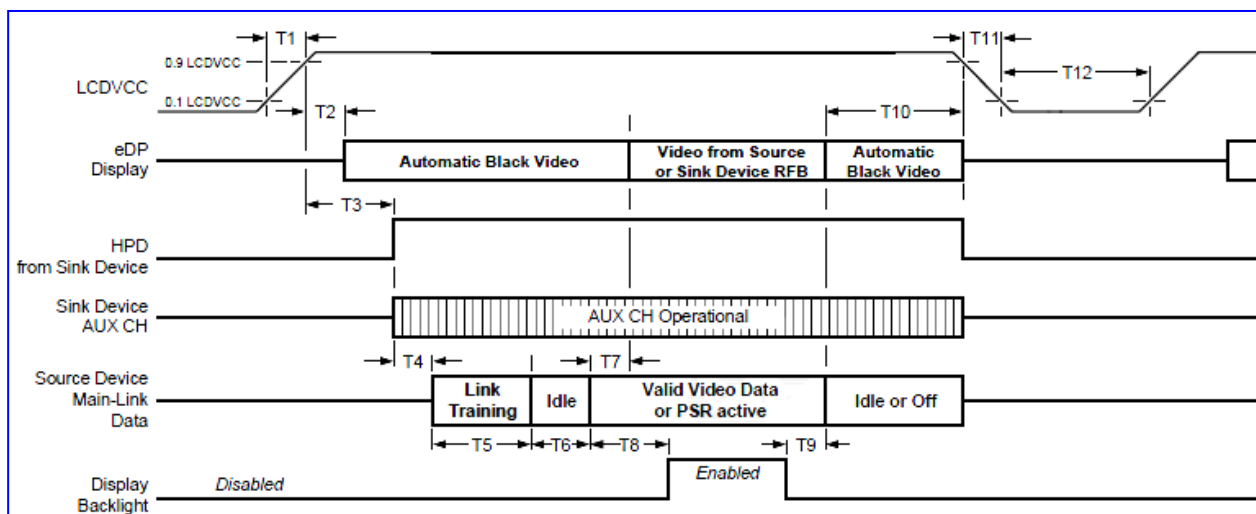 T1
T11
0.9 LCDVCC
LCDVCC
T12
0.1 LCDVCC
T2
T10
eDP
Display
Automatic Black Video
Video from Source
or Sink Device RFB
Automatic
Black Video
T3
HPD
from Sink Device
Sink Device
AUX CH
AUX CH Operational
T4
T7
Source Device
Main-Link
Data
Link
Training
Idle
Valid Video Data
or PSR active
Idle or Off
T5
T6
T8
T9
Display
Backlight
Disabled
Enabled